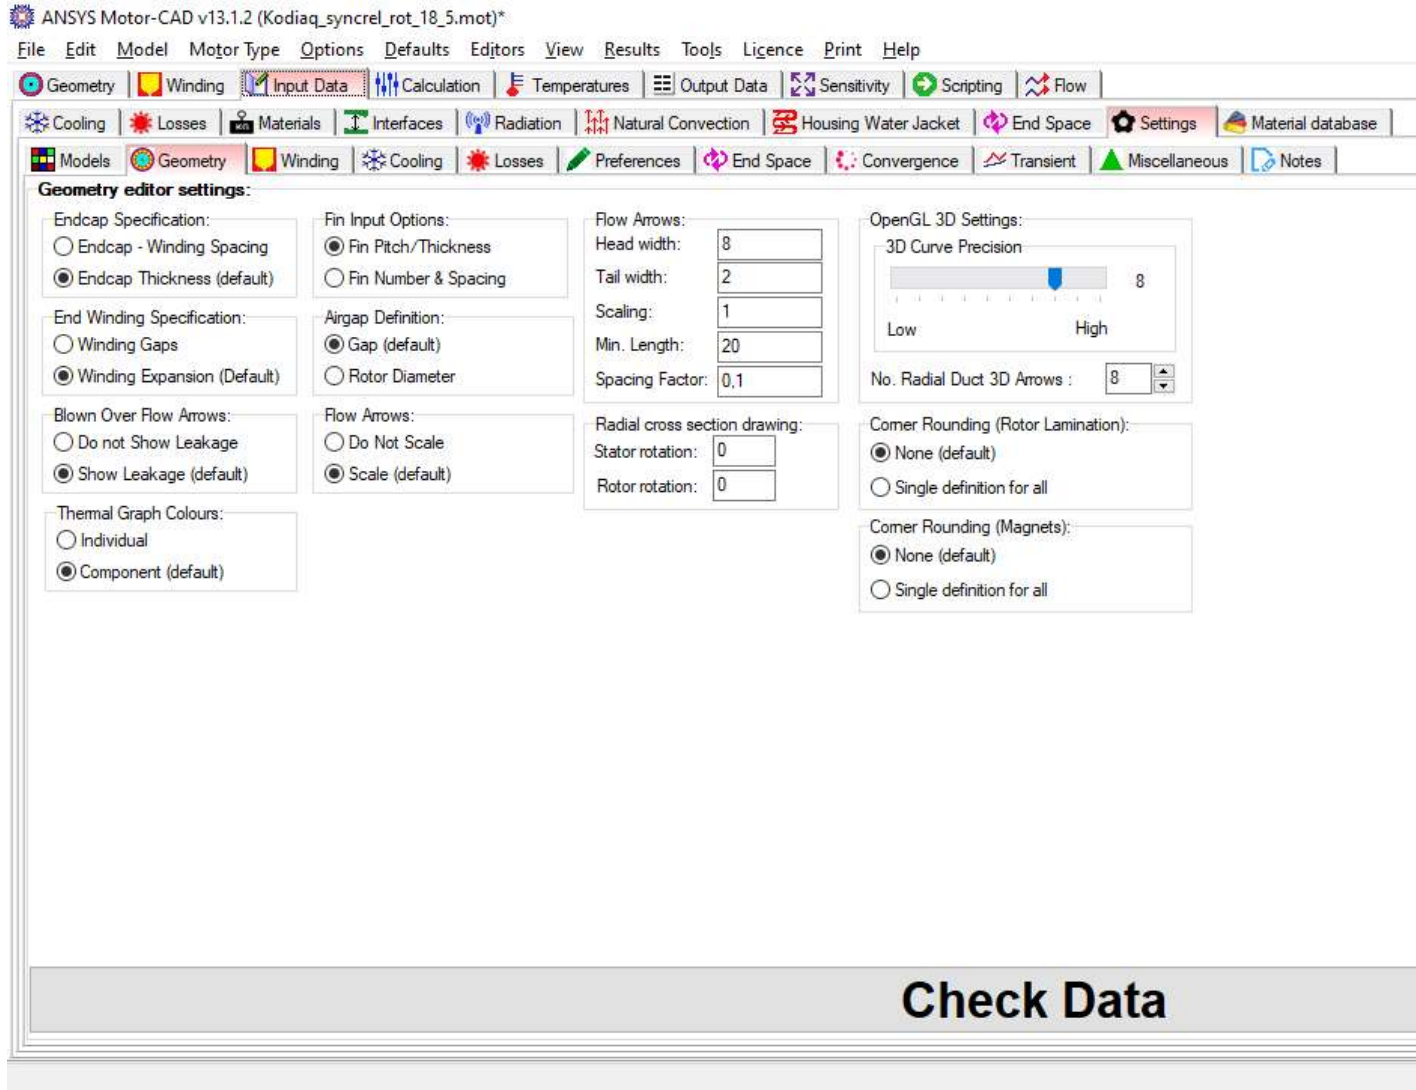 ANSYS Motor-CAD v13.1.2 (Kodiaq_syncrel_rot_18_5.mot)*
File Edit Model Motor Type Options Defaults Editors View Results Tools Licence Print Help
Geometry Winding Input Data Calculation Temperatures Output Data Sensitivity Scripting Flow
Cooling Losses Materials Interfaces Radiation Natural Convection Housing Water Jacket End Space Settings Material database
Models Geometry Winding Cooling Losses Preferences End Space Convergence Transient Miscellaneous Notes
Geometry editor settings:
Endcap Specification:
Endcap - Winding Spacing
Endcap Thickness (default)
End Winding Specification:
Winding Gaps
Winding Expansion (Default)
Blown Over Flow Arrows:
Do not Show Leakage
Show Leakage (default)
Thermal Graph Colours:
Individual
Component (default)
Fin Input Options:
Fin Pitch/Thickness
Fin Number & Spacing
Airgap Definition:
Gap (default)
Rotor Diameter
Flow Arrows:
Do Not Scale
Scale (default)
Flow Arrows:
Head width: 8
Tail width: 2
Scaling: 1
Min. Length: 20
Spacing Factor: 0,1
Radial cross section drawing:
Stator rotation: 0
Rotor rotation: 0
OpenGL 3D Settings:
3D Curve Precision
8
Low High
No. Radial Duct 3D Arrows : 8
Corner Rounding (Rotor Lamination):
None (default)
Single definition for all
Corner Rounding (Magnets):
None (default)
Single definition for all
Check Data